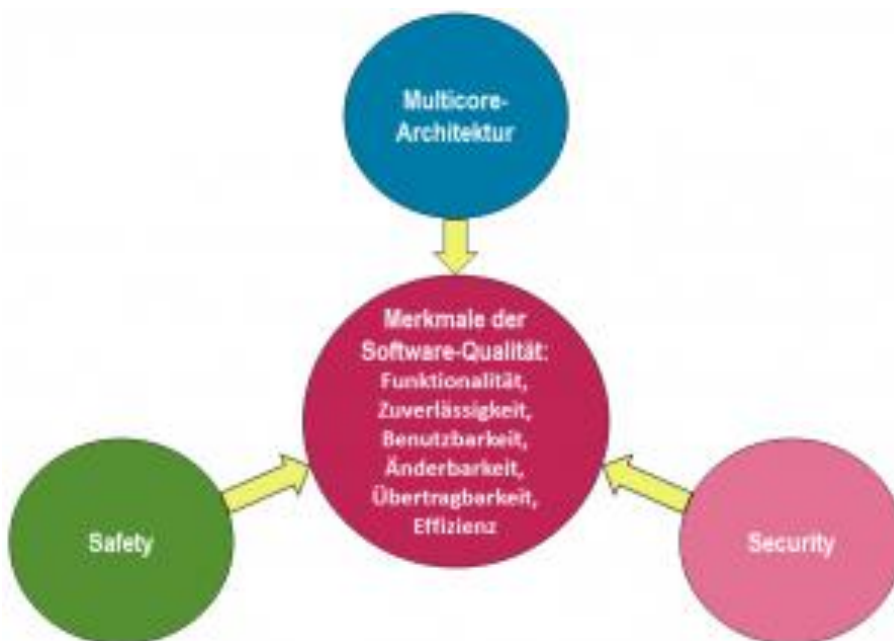 Multicore-
Architektur
Merkmale der
Software-Qualität:
Funktionalität,
Zuverlässigkeit,
Benutzbarkeit,
Änderbarkeit,
Übertragbarkeit,
Effizienz
Safety
Security